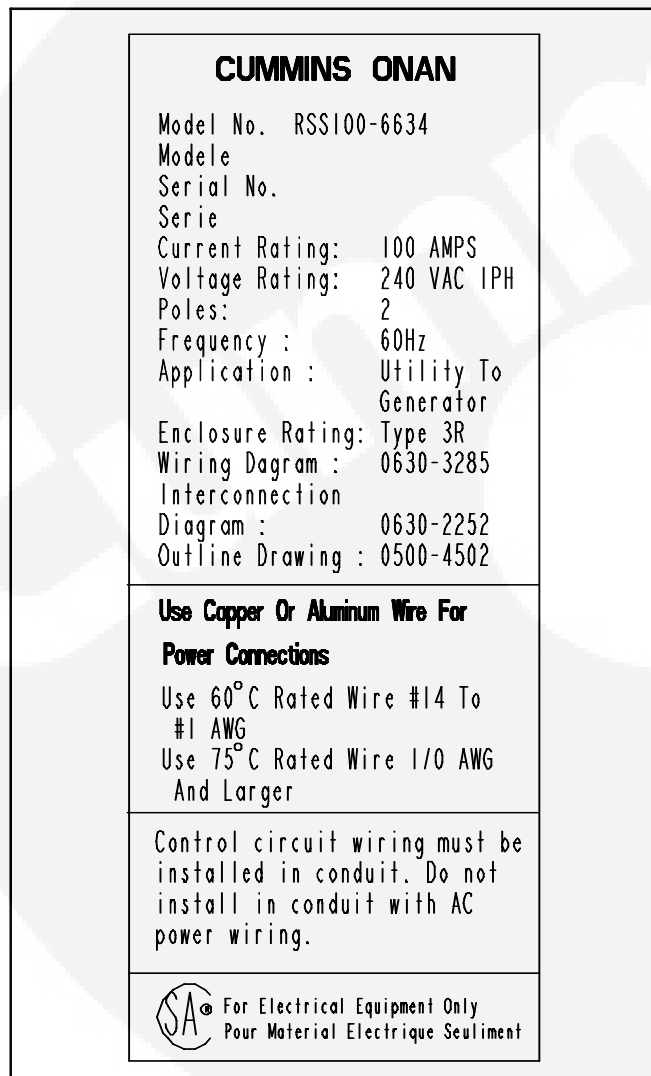 CUMMINS ONAN
Model No. RSS100-6634
Modele
Serial No.
Serie
Current Rating: 100 AMPS
Voltage Rating: 240 VAC 1PH
Poles: 2
Frequency : 60Hz
Application : Utility To
Generator
Enclosure Rating: Type 3R
Wiring Dagram : 0630-3285
Interconnection
Diagram : 0630-2252
Outline Drawing : 0500-4502
Use Copper Or Aluminum Wire For
Power Connections
Use 60°C Rated Wire #14 To
#1 AWG
Use 75°C Rated Wire 1/0 AWG
And Larger
Control circuit wiring must be
installed in conduit. Do not
install in conduit with AC
power wiring.
SA® For Electrical Equipment Only
Pour Material Electrique Seuliment